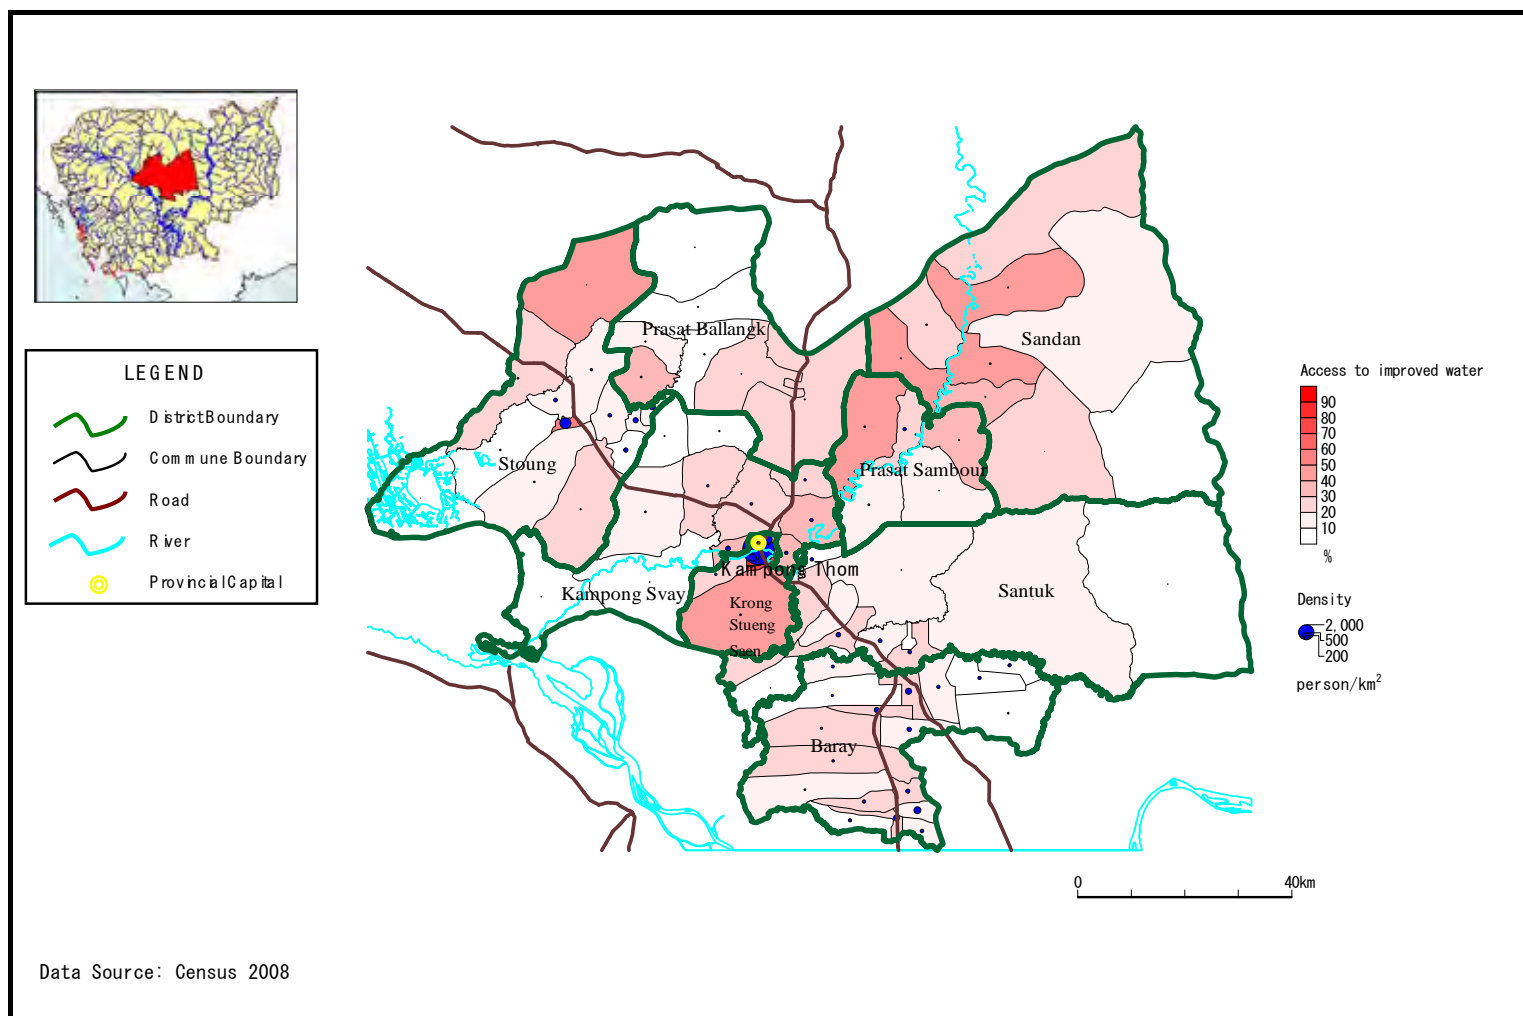 LEGEND
District Boundary
Commune Boundary
Road
River
Provincial Capital
Prasat Ballangk
Sandan
Stoung
Prasat Sambour
Kampong Thom
Kampong Svay
Krong
Stueng
Saen
Santuk
Baray
Access to improved water
90
80
70
60
50
40
30
20
10
%
Density
2,000
500
200
person/km²
0 40km
Data Source: Census 2008